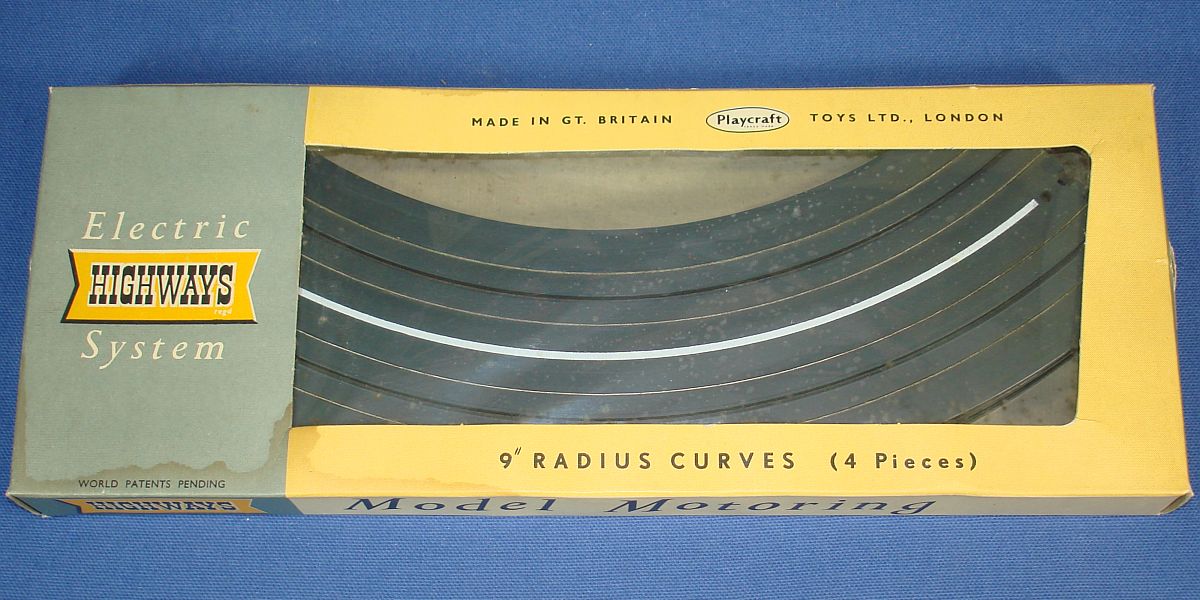 MADE IN GT. BRITAIN Playcraft TOYS LTD., LONDON
Electric
HIGHWAYS
regd
System
9" RADIUS CURVES (4 Pieces)
WORLD PATENTS PENDING
HIGHWAYS Model Motoring